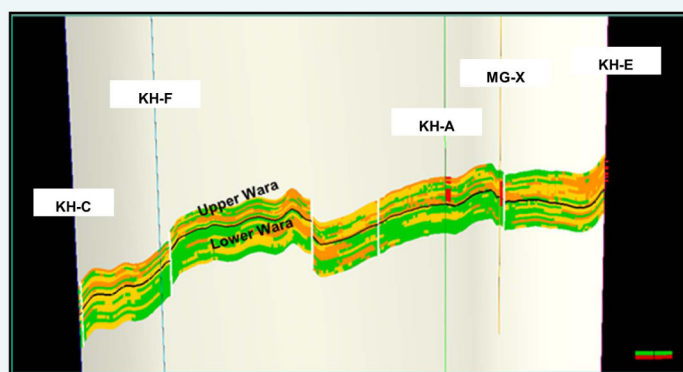 KH-E
MG-X
KH-F
KH-A
Upper Wara
KH-C
Lower Wara